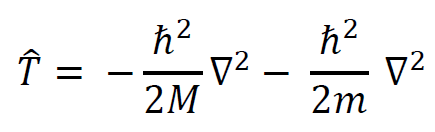 T̂ = − ħ²/2M ∇² − ħ²/2m ∇²